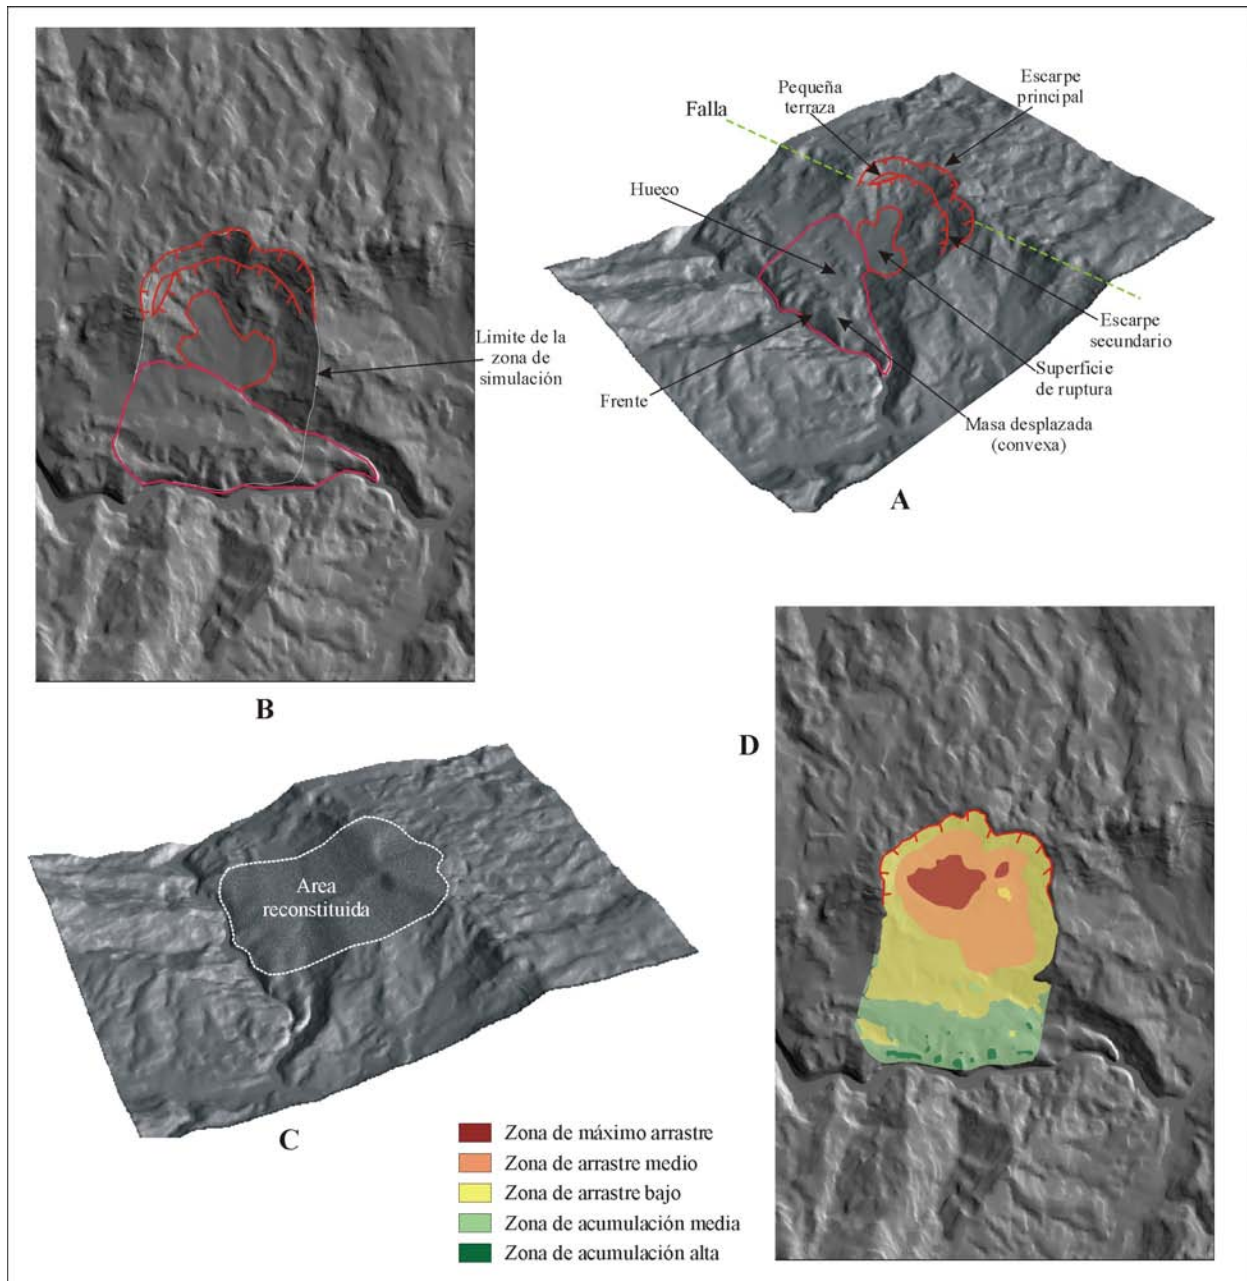 Pequeña
terraza
Escarpe
principal
Falla
Hueco
Escarpe
secundario
Superficie
de ruptura
Frente
Masa desplazada
(convexa)
A
Limite de la
zona de
simulación
B
Area
reconstituida
C
D
Zona de máximo arrastre
Zona de arrastre medio
Zona de arrastre bajo
Zona de acumulación media
Zona de acumulación alta